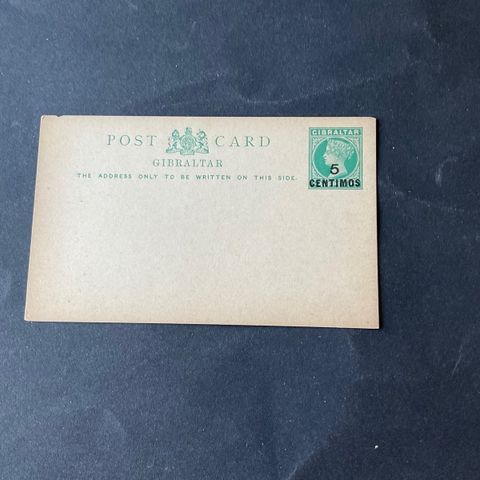 POST CARD
GIBRALTAR
THE ADDRESS ONLY TO BE WRITTEN ON THIS SIDE.
GIBRALTAR
5
CENTIMOS